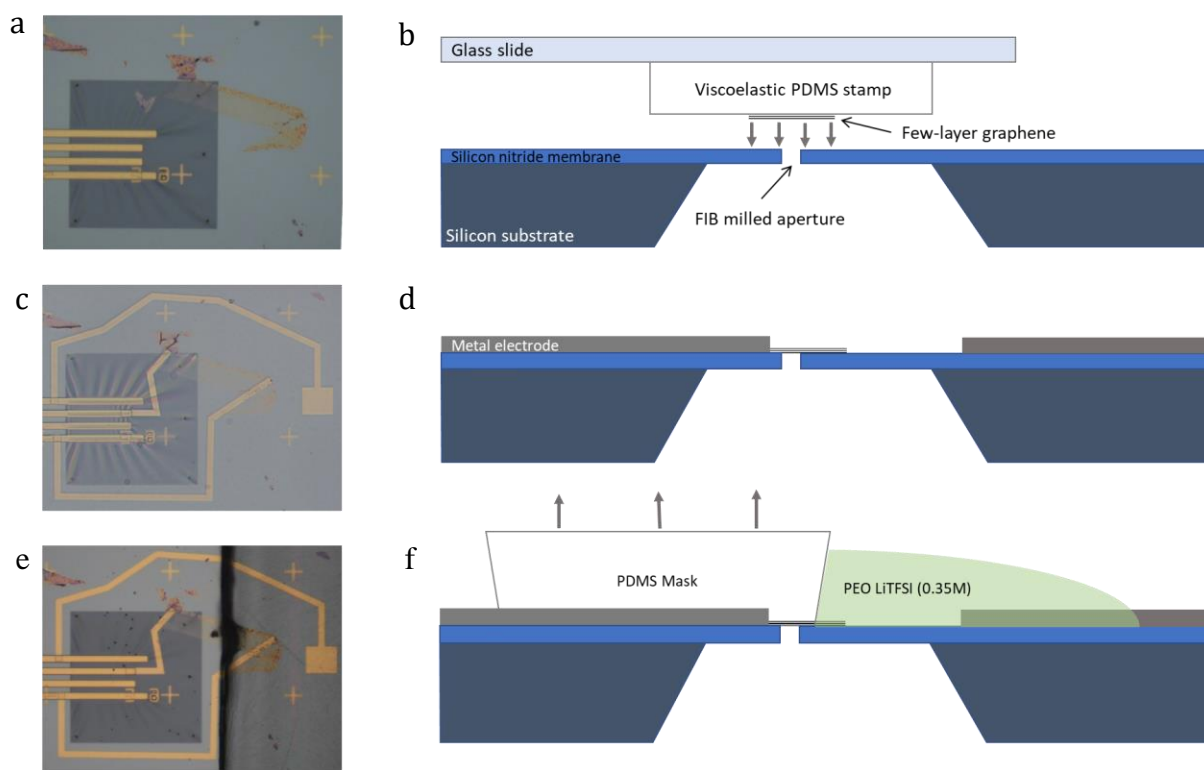 a
b
Glass slide
Viscoelastic PDMS stamp
Few-layer graphene
Silicon nitride membrane
FIB milled aperture
Silicon substrate
c
d
Metal electrode
e
f
PDMS Mask
PEO LiTFSI (0.35M)